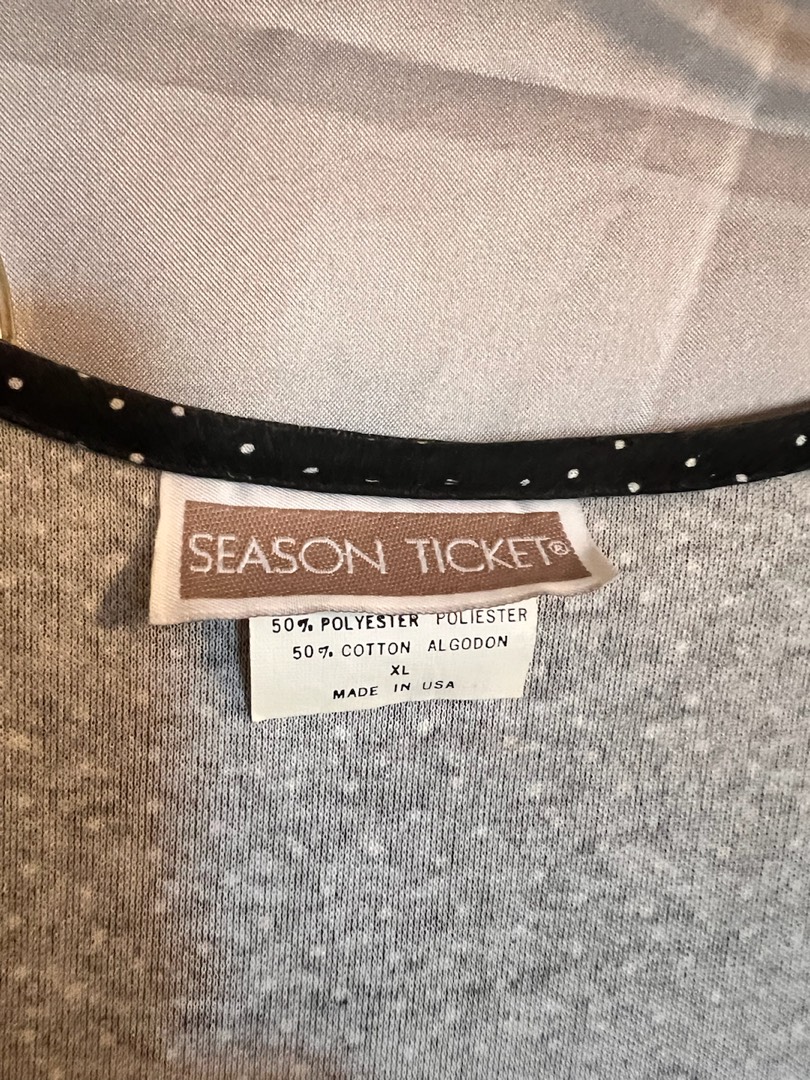 SEASON TICKET®
50% POLYESTER POLIESTER
50% COTTON ALGODON
XL
MADE IN USA